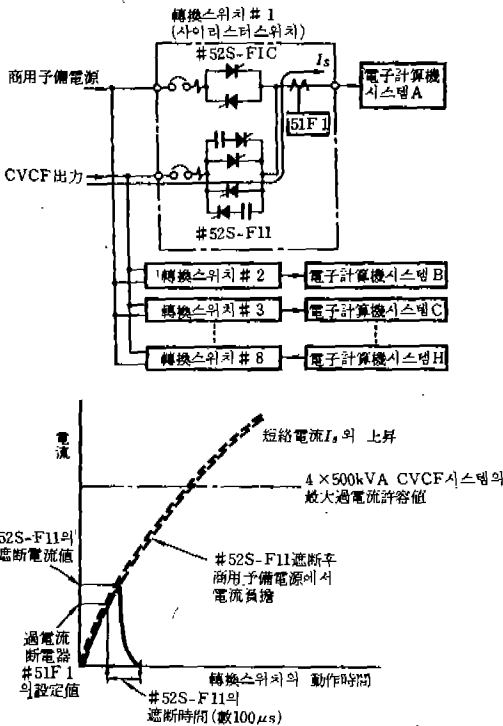 轉換스위치＃1
(사이리스터스위치)
#52S-F1C
Is
商用予備電源
電子計算機
시스템A
51F1
CVCF出力
#52S-F11
轉換스위치＃2
電子計算機시스템B
轉換스위치＃3
電子計算機시스템C
轉換스위치＃8
電子計算機시스템H
電流
短絡電流Is의 上昇
4×500kVA CVCF시스템의
最大過電流許容値
52S-F11의
遮断電流値
#52S-F11遮断후
商用予備電源에서
電流負擔
過電流
断電器
#51F1
의設定値
轉換스위치의 動作時間
#52S-F11의
遮断時間(數100μs)